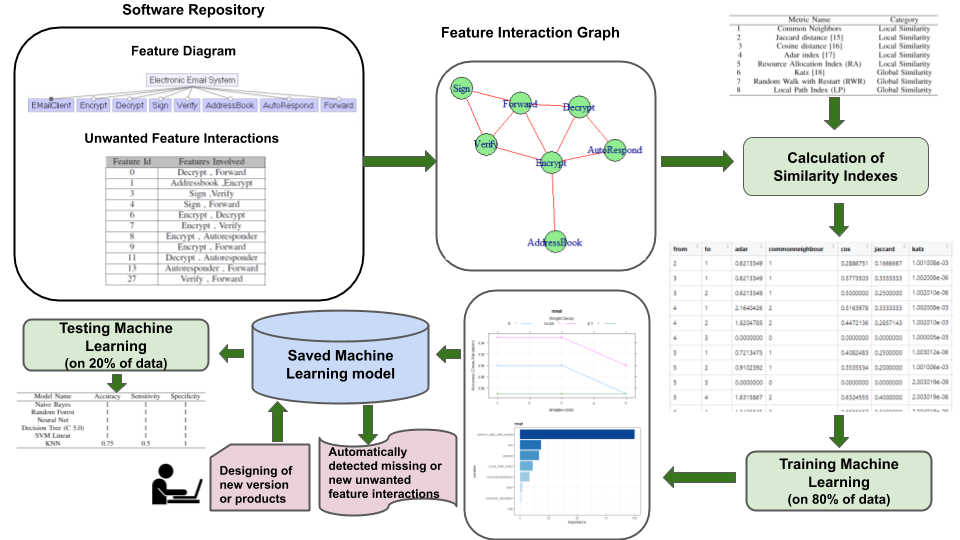 Software Repository
Feature Diagram
Electronic Email System
EMailClient Encrypt Decrypt Sign Verify AddressBook AutoRespond Forward
Unwanted Feature Interactions
Feature Id Features Involved
0 Decrypt , Forward
1 Addressbook ,Encrypt
3 Sign ,Verify
4 Sign , Forward
6 Encrypt , Decrypt
7 Encrypt , Verify
8 Encrypt , Autoresponder
9 Encrypt , Forward
11 Decrypt , Autoresponder
13 Autoresponder , Forward
27 Verify , Forward
Feature Interaction Graph
Sign
Forward
Decrypt
Verify
AutoRespond
Encrypt
AddressBook
Metric Name Category
1 Common Neighbors Local Similarity
2 Jaccard distance [15] Local Similarity
3 Cosine distance [16] Local Similarity
4 Adar index [17] Local Similarity
5 Resource Allocation Index (RA) Local Similarity
6 Katz [18] Global Similarity
7 Random Walk with Restart (RWR) Global Similarity
8 Local Path Index (LP) Global Similarity
Calculation of
Similarity Indexes
from to adar commonneighbour cos jaccard katz
2 1 0.6213349 1 0.2886751 0.1666667 1.001008e-03
3 1 0.6213349 1 0.5773503 0.3333333 1.002008e-06
3 2 0.6213349 1 0.5000000 0.2500000 1.002010e-06
4 1 2.1640426 2 0.5163978 0.3333333 1.002008e-03
4 2 1.8204785 2 0.4472136 0.2857143 1.002010e-03
4 3 0.0000000 0 0.0000000 0.0000000 1.000005e-03
5 1 0.7213475 1 0.4082483 0.2500000 1.003012e-06
5 2 0.9102392 1 0.3535534 0.2000000 1.001006e-03
5 3 0.0000000 0 0.0000000 0.0000000 2.003019e-09
5 4 1.6315867 2 0.6324555 0.4000000 2.003019e-06
Training Machine
Learning
(on 80% of data)
nnet
Weight Decay
nnet
Importance
Saved Machine
Learning model
Testing Machine
Learning
(on 20% of data)
Model Name Accuracy Sensitivity Specificity
Naive Bayes 1 1 1
Random Forest 1 1 1
Neural Net 1 1 1
Decision Tree (C 5.0) 1 1 1
SVM Linear 1 1 1
KNN 0.75 0.5 1
Designing of
new version
or products
Automatically
detected missing or
new unwanted
feature interactions